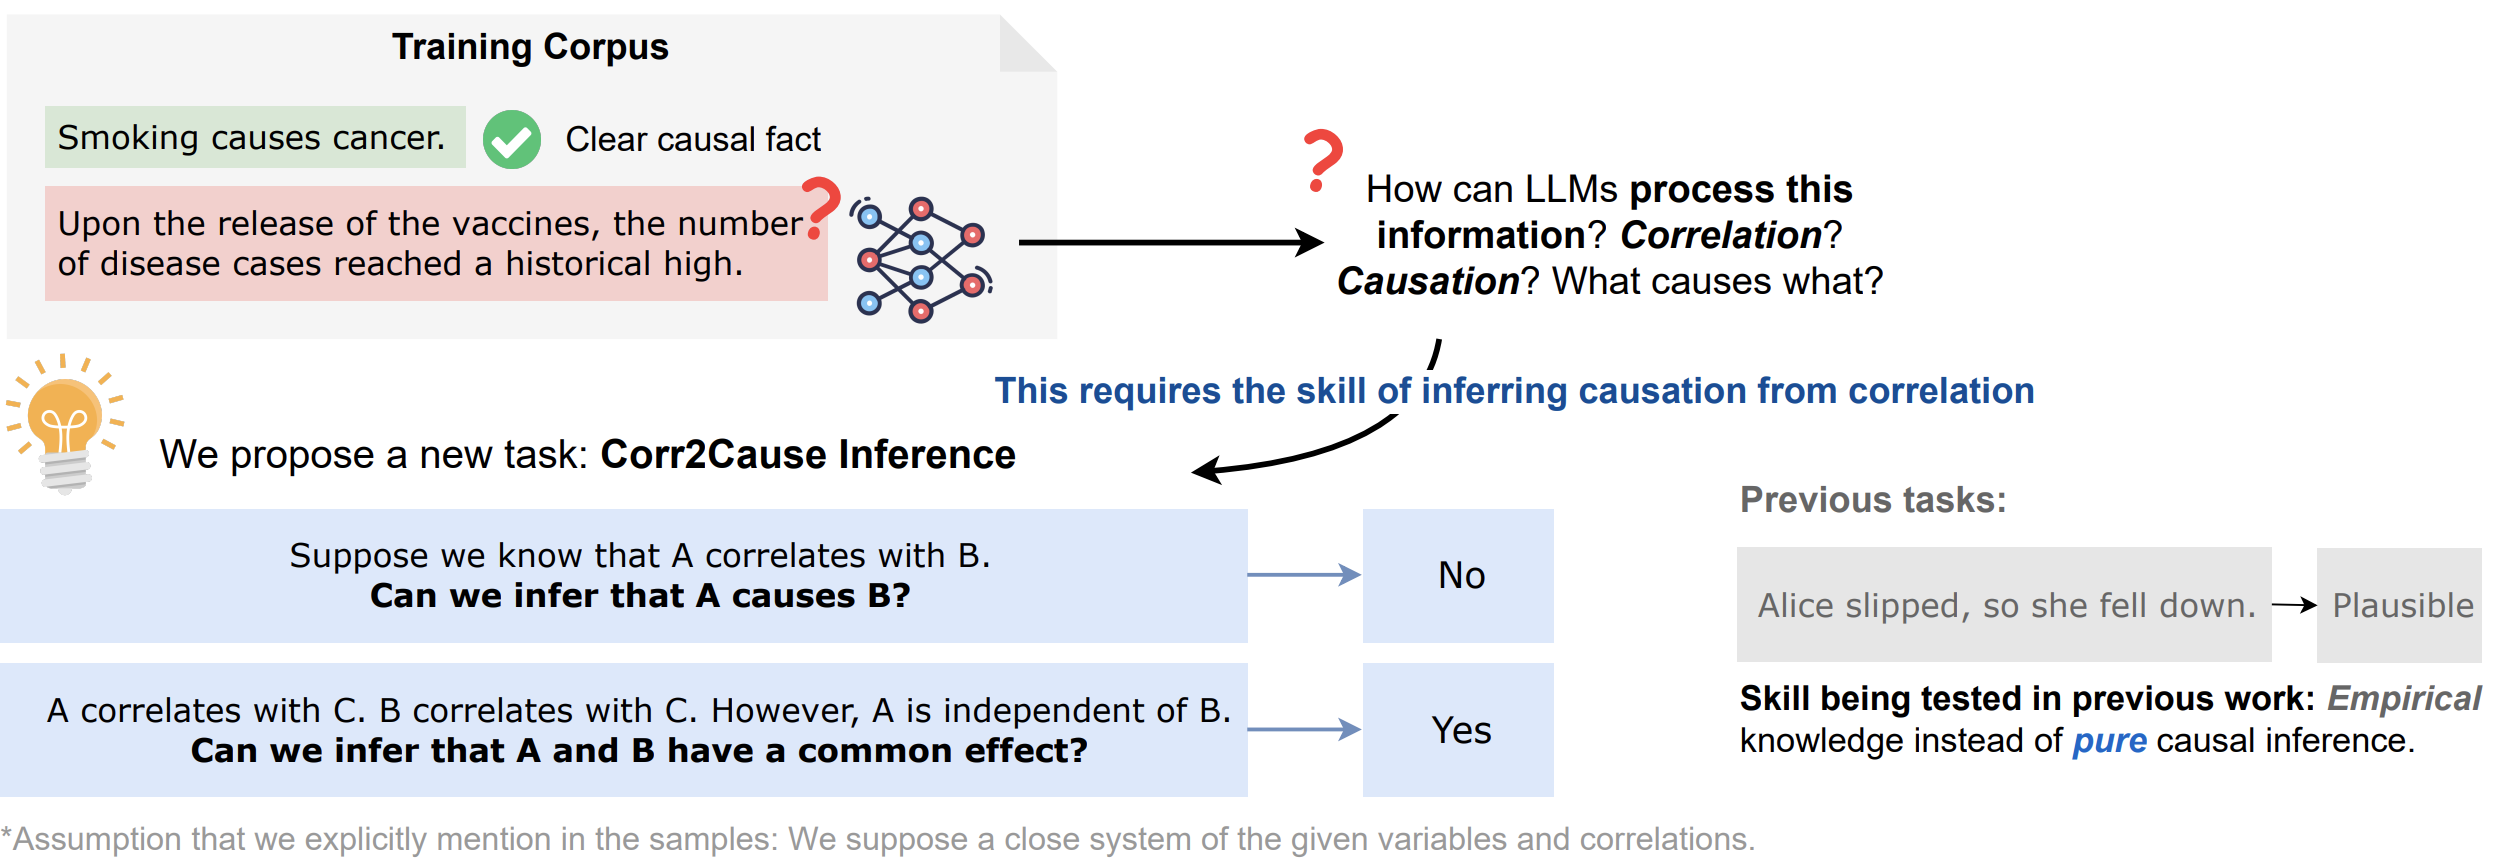 Training Corpus
Smoking causes cancer.
Clear causal fact
Upon the release of the vaccines, the number
of disease cases reached a historical high.
?
?
How can LLMs process this
information? Correlation?
Causation? What causes what?
This requires the skill of inferring causation from correlation
We propose a new task: Corr2Cause Inference
Suppose we know that A correlates with B.
Can we infer that A causes B?
No
A correlates with C. B correlates with C. However, A is independent of B.
Can we infer that A and B have a common effect?
Yes
Previous tasks:
Alice slipped, so she fell down.
Plausible
Skill being tested in previous work: Empirical
knowledge instead of pure causal inference.
*Assumption that we explicitly mention in the samples: We suppose a close system of the given variables and correlations.